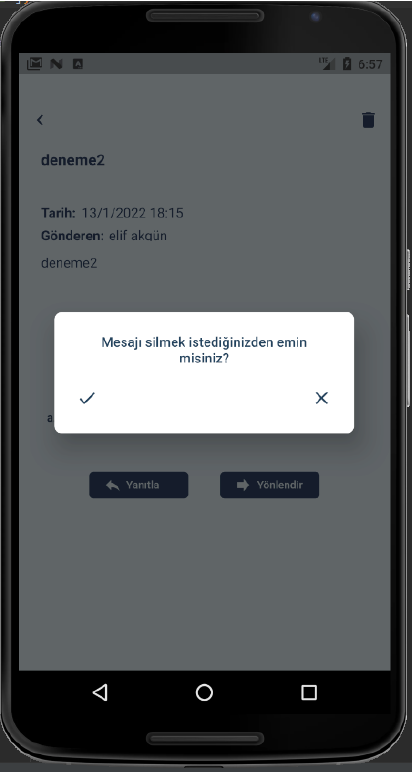 LTE 6:57
deneme2
Tarih: 13/1/2022 18:15
Gönderen: elif akgün
deneme2
Mesajı silmek istediğinizden emin
misiniz?
a
Yanıtla Yönlendir